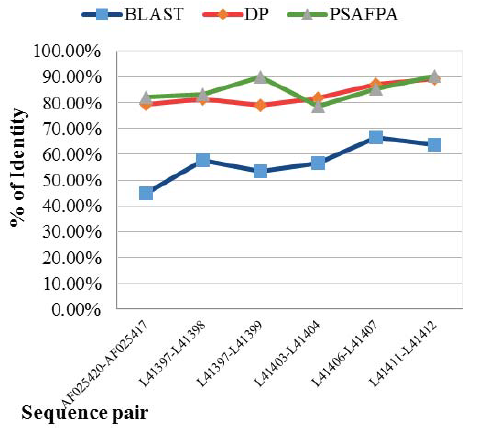 BLAST DP PSAFPA
100.00%
90.00%
80.00%
70.00%
60.00%
50.00%
40.00%
30.00%
20.00%
10.00%
0.00%
% of Identity
AF025420-AF025417
L41397-L41398
L41397-L41399
L41403-L41404
L41406-L41407
L41411-L41412
Sequence pair